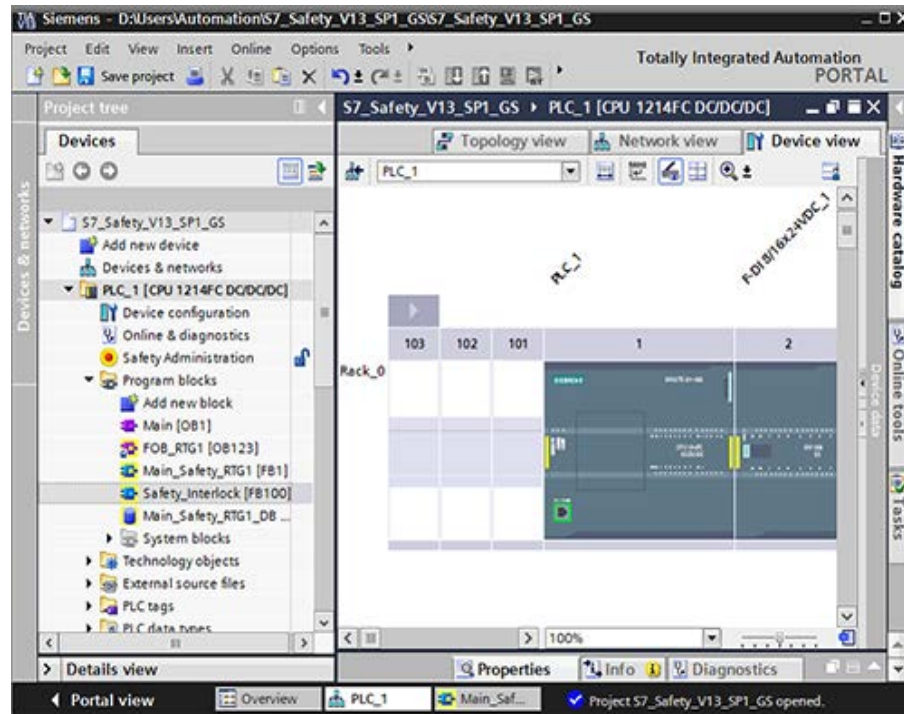 Siemens - D:\Users\Automation\S7_Safety_V13_SP1_GS\S7_Safety_V13_SP1_GS
Project Edit View Insert Online Options Tools
Totally Integrated Automation
PORTAL
Save project
Project tree
S7_Safety_V13_SP1_GS PLC_1 [CPU 1214FC DC/DC/DC]
Devices
Topology view Network view Device view
PLC_1
Devices & networks
Hardware catalog
Online tools
Tasks
Device data
S7_Safety_V13_SP1_GS
Add new device
Devices & networks
PLC_1 [CPU 1214FC DC/DC/DC]
Device configuration
Online & diagnostics
Safety Administration
Program blocks
Add new block
Main [OB1]
FOB_RTG1 [OB123]
Main_Safety_RTG1 [FB1]
Safety_Interlock [FB100]
Main_Safety_RTG1_DB ...
System blocks
Technology objects
External source files
PLC tags
PLC data types
PLC_1
F-DI 8/16x24VDC_1
103 102 101 1 2
Rack_0
SIEMENS
100%
Details view
Properties Info Diagnostics
Portal view Overview PLC_1 Main_Saf... Project S7_Safety_V13_SP1_GS opened.